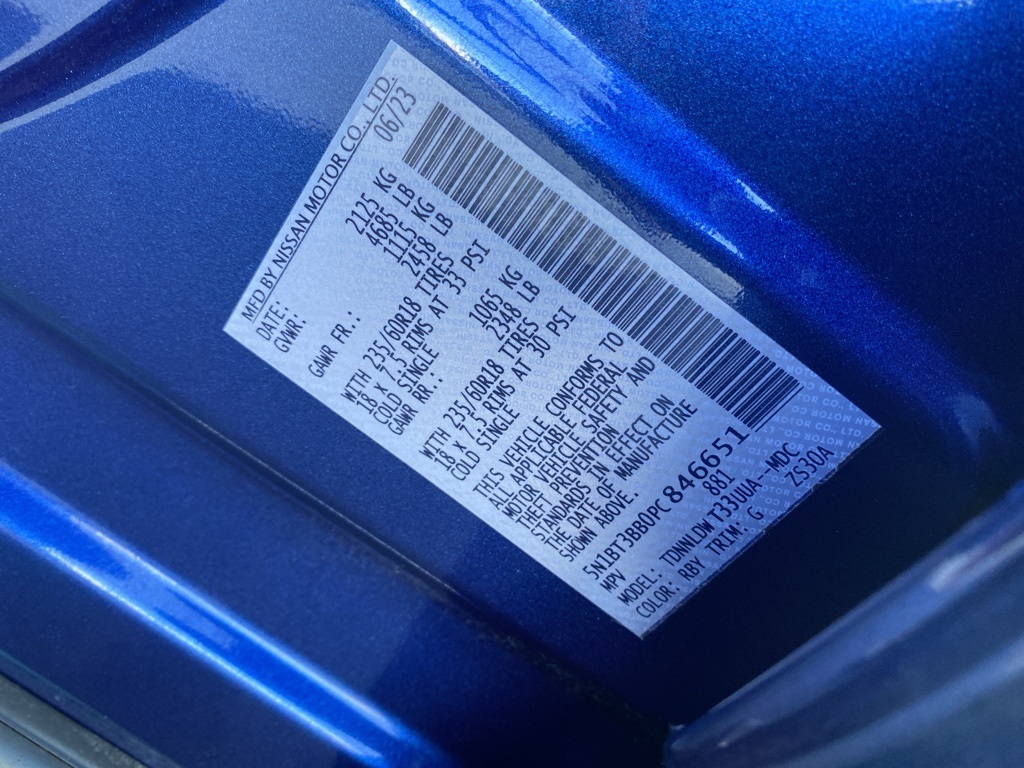 MFD BY NISSAN MOTOR CO., LTD.
DATE: 06/23
GVWR: 2125 KG
4685 LB
GAWR FR.: 1115 KG
2458 LB
WITH 235/60R18 TIRES
18 X 7.5 RIMS AT 33 PSI
COLD SINGLE
GAWR RR.: 1065 KG
2348 LB
WITH 235/60R18 TIRES
18 X 7.5 RIMS AT 30 PSI
COLD SINGLE
THIS VEHICLE CONFORMS TO
ALL APPLICABLE FEDERAL
MOTOR VEHICLE SAFETY AND
THEFT PREVENTION
STANDARDS IN EFFECT ON
THE DATE OF MANUFACTURE
SHOWN ABOVE.
5N1BT3BB0PC846651
MPV 881
MODEL: TDNNLDWT33UUA--MDC
COLOR: RBY TRIM: G ZS30A